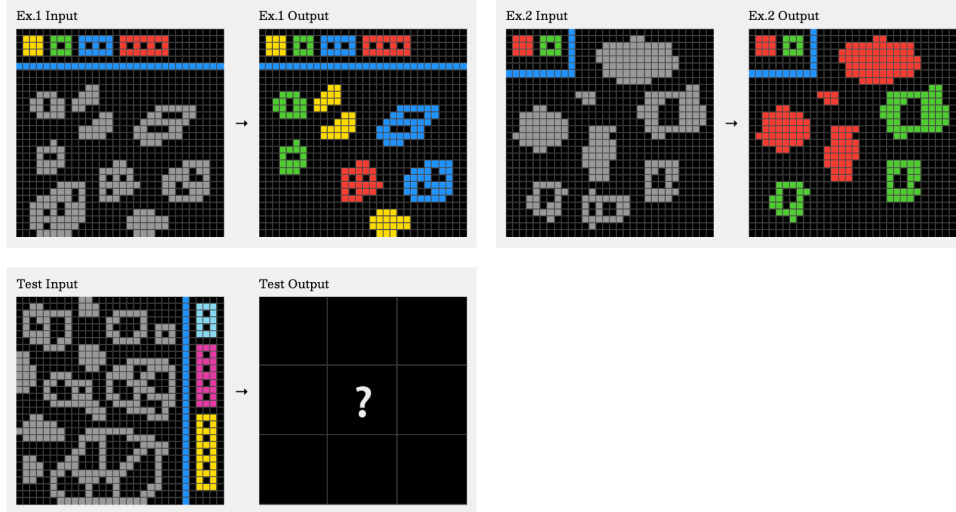 Ex.1 Input
Ex.1 Output
Ex.2 Input
Ex.2 Output
→
→
Test Input
Test Output
→
?